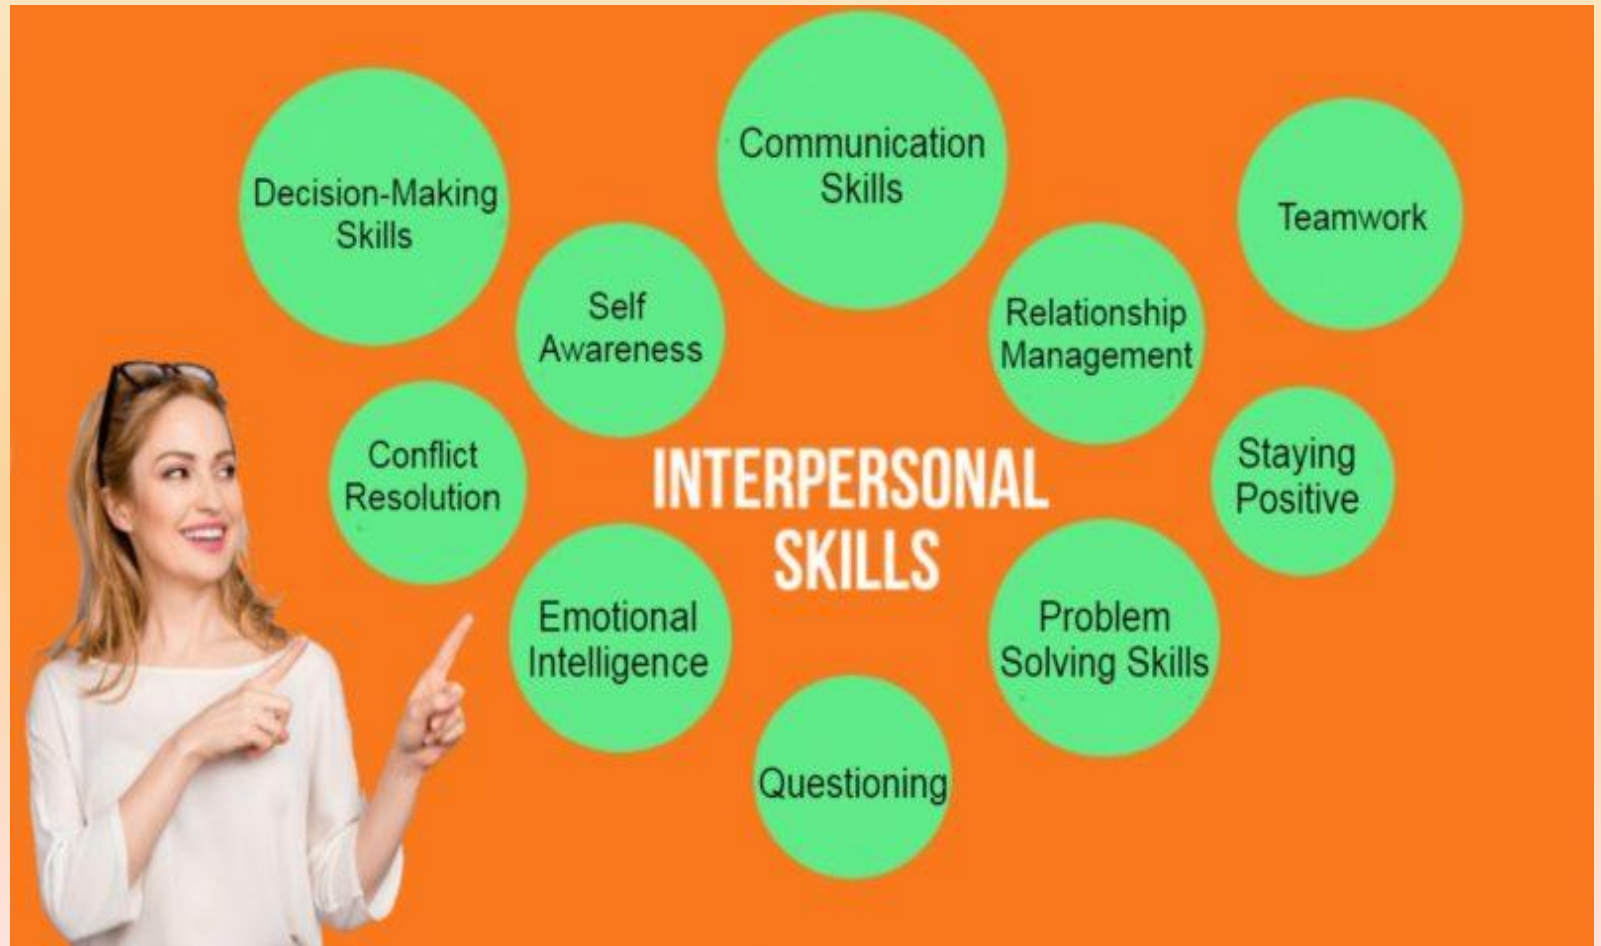 Communication
Skills
Decision-Making
Skills
Teamwork
Self
Awareness
Relationship
Management
Conflict
Resolution
INTERPERSONAL
SKILLS
Staying
Positive
Emotional
Intelligence
Problem
Solving Skills
Questioning